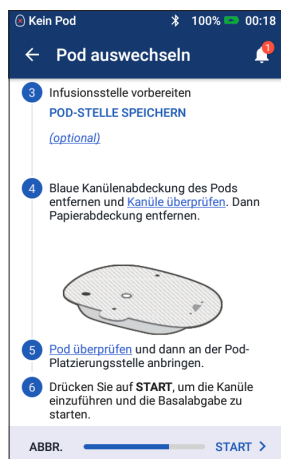 Kein Pod 100% 00:18
Pod auswechseln 1
3 Infusionsstelle vorbereiten
POD-STELLE SPEICHERN
(optional)
4 Blaue Kanülenabdeckung des Pods
entfernen und Kanüle überprüfen. Dann
Papierabdeckung entfernen.
5 Pod überprüfen und dann an der Pod-
Platzierungsstelle anbringen.
6 Drücken Sie auf START, um die Kanüle
einzuführen und die Basalabgabe zu
starten.
ABBR. START >